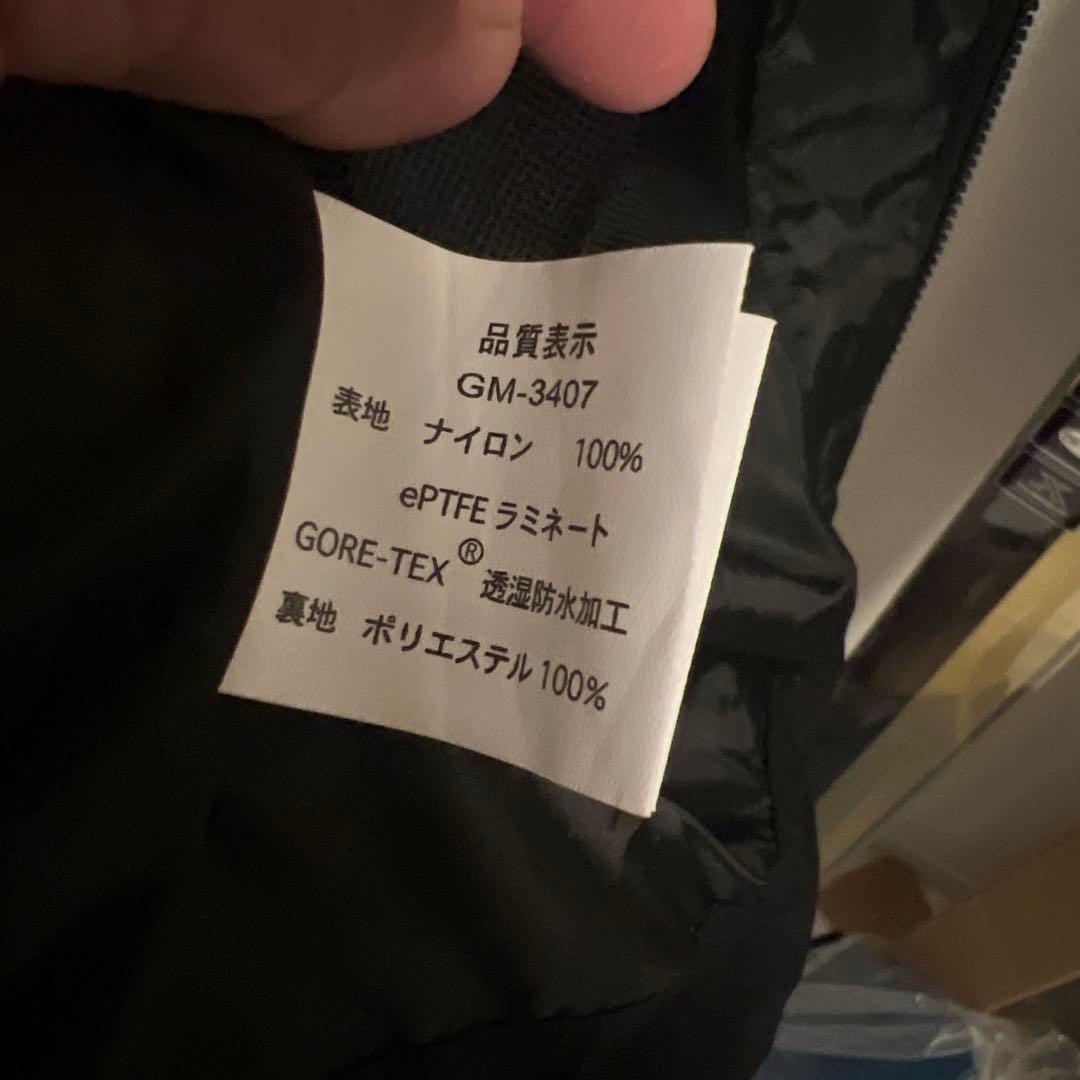 品質表示
GM-3407
表地 ナイロン 100%
ePTFE ラミネート
GORE-TEX® 透湿防水加工
裏地 ポリエステル 100%